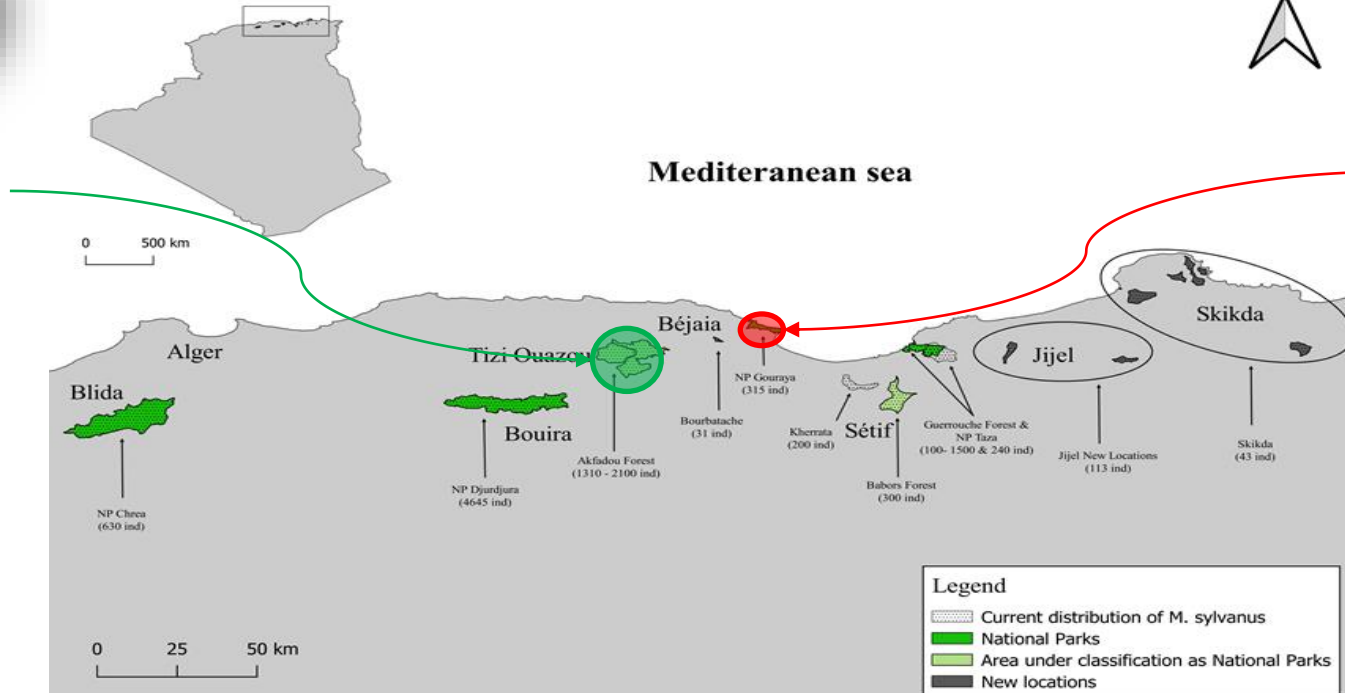 Mediteranean sea
0 500 km
Skikda
Béjaia
Alger
Tizi Ouazou
Jijel
Blida
NP Gouraya
(315 ind)
Bouira
Bourbatache
(31 ind)
Kherrata
(200 ind)
Sétif
Guerrouche Forest &
NP Taza
(100- 1500 & 240 ind)
Jijel New Locations
(113 ind)
Skikda
(43 ind)
Akfadou Forest
(1310 - 2100 ind)
NP Djurdjura
(4645 ind)
Babors Forest
(300 ind)
NP Chrea
(630 ind)
Legend
Current distribution of M. sylvanus
National Parks
Area under classification as National Parks
New locations
0 25 50 km